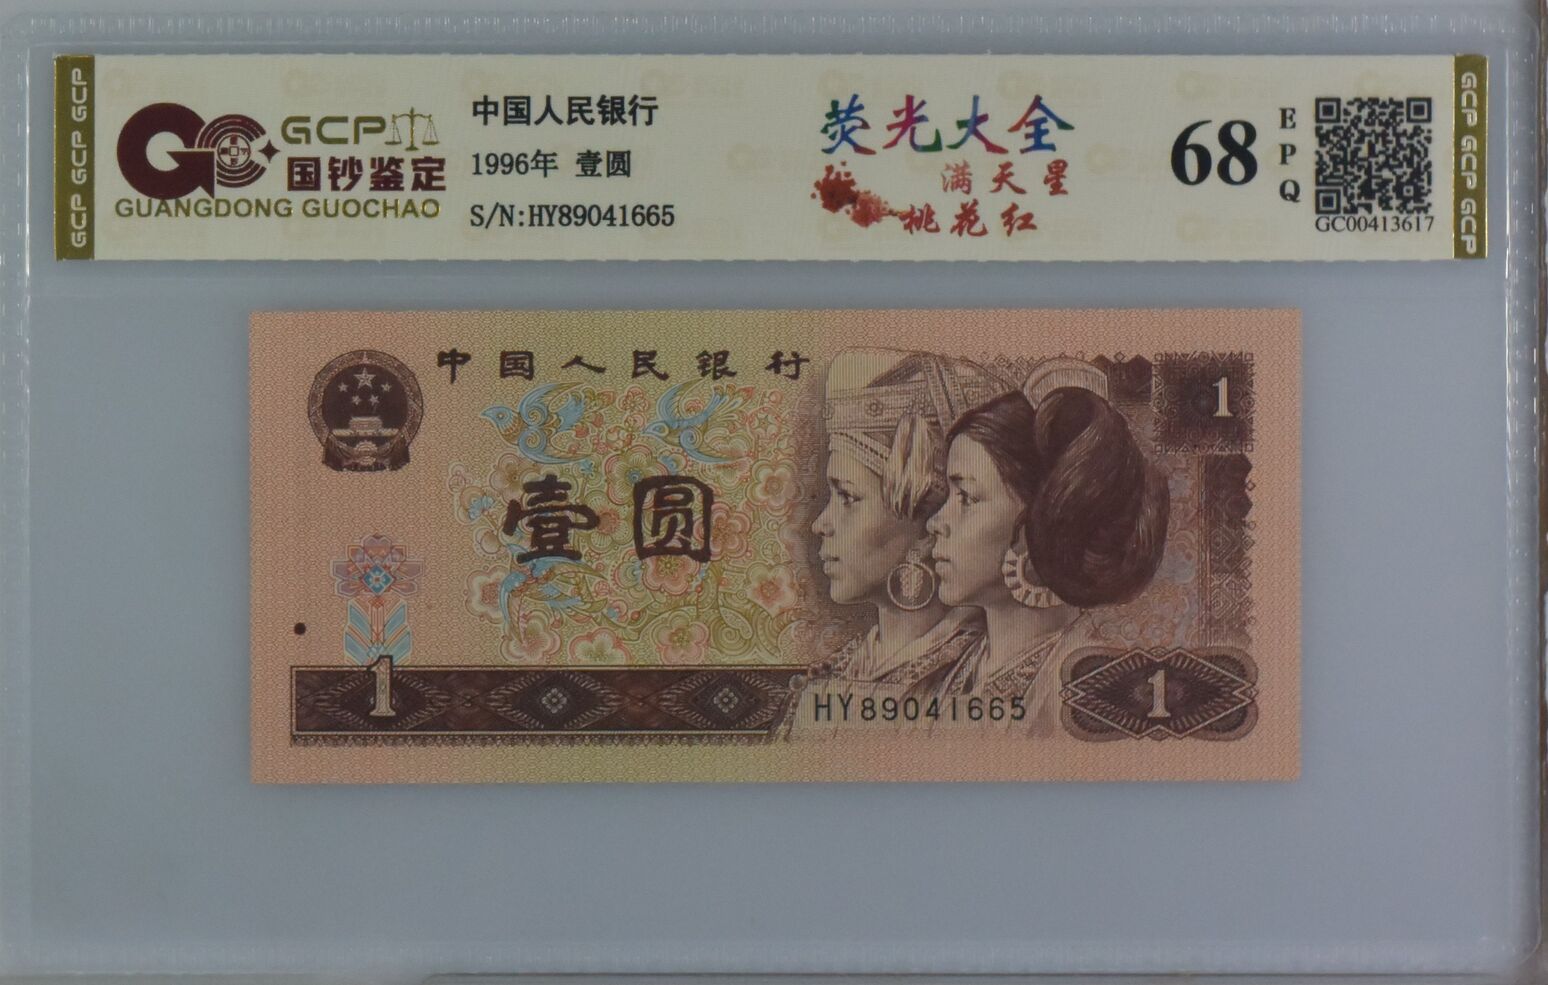 GCP GCP GCP
GCP
国钞鉴定
GUANGDONG GUOCHAO
中国人民银行
1996年 壹圆
S/N:HY89041665
荧光大全
满天星
桃花红
68
EPQ
GC00413617
GCP GCP GCP
中国人民银行
1
壹圆
1
HY89041665
1